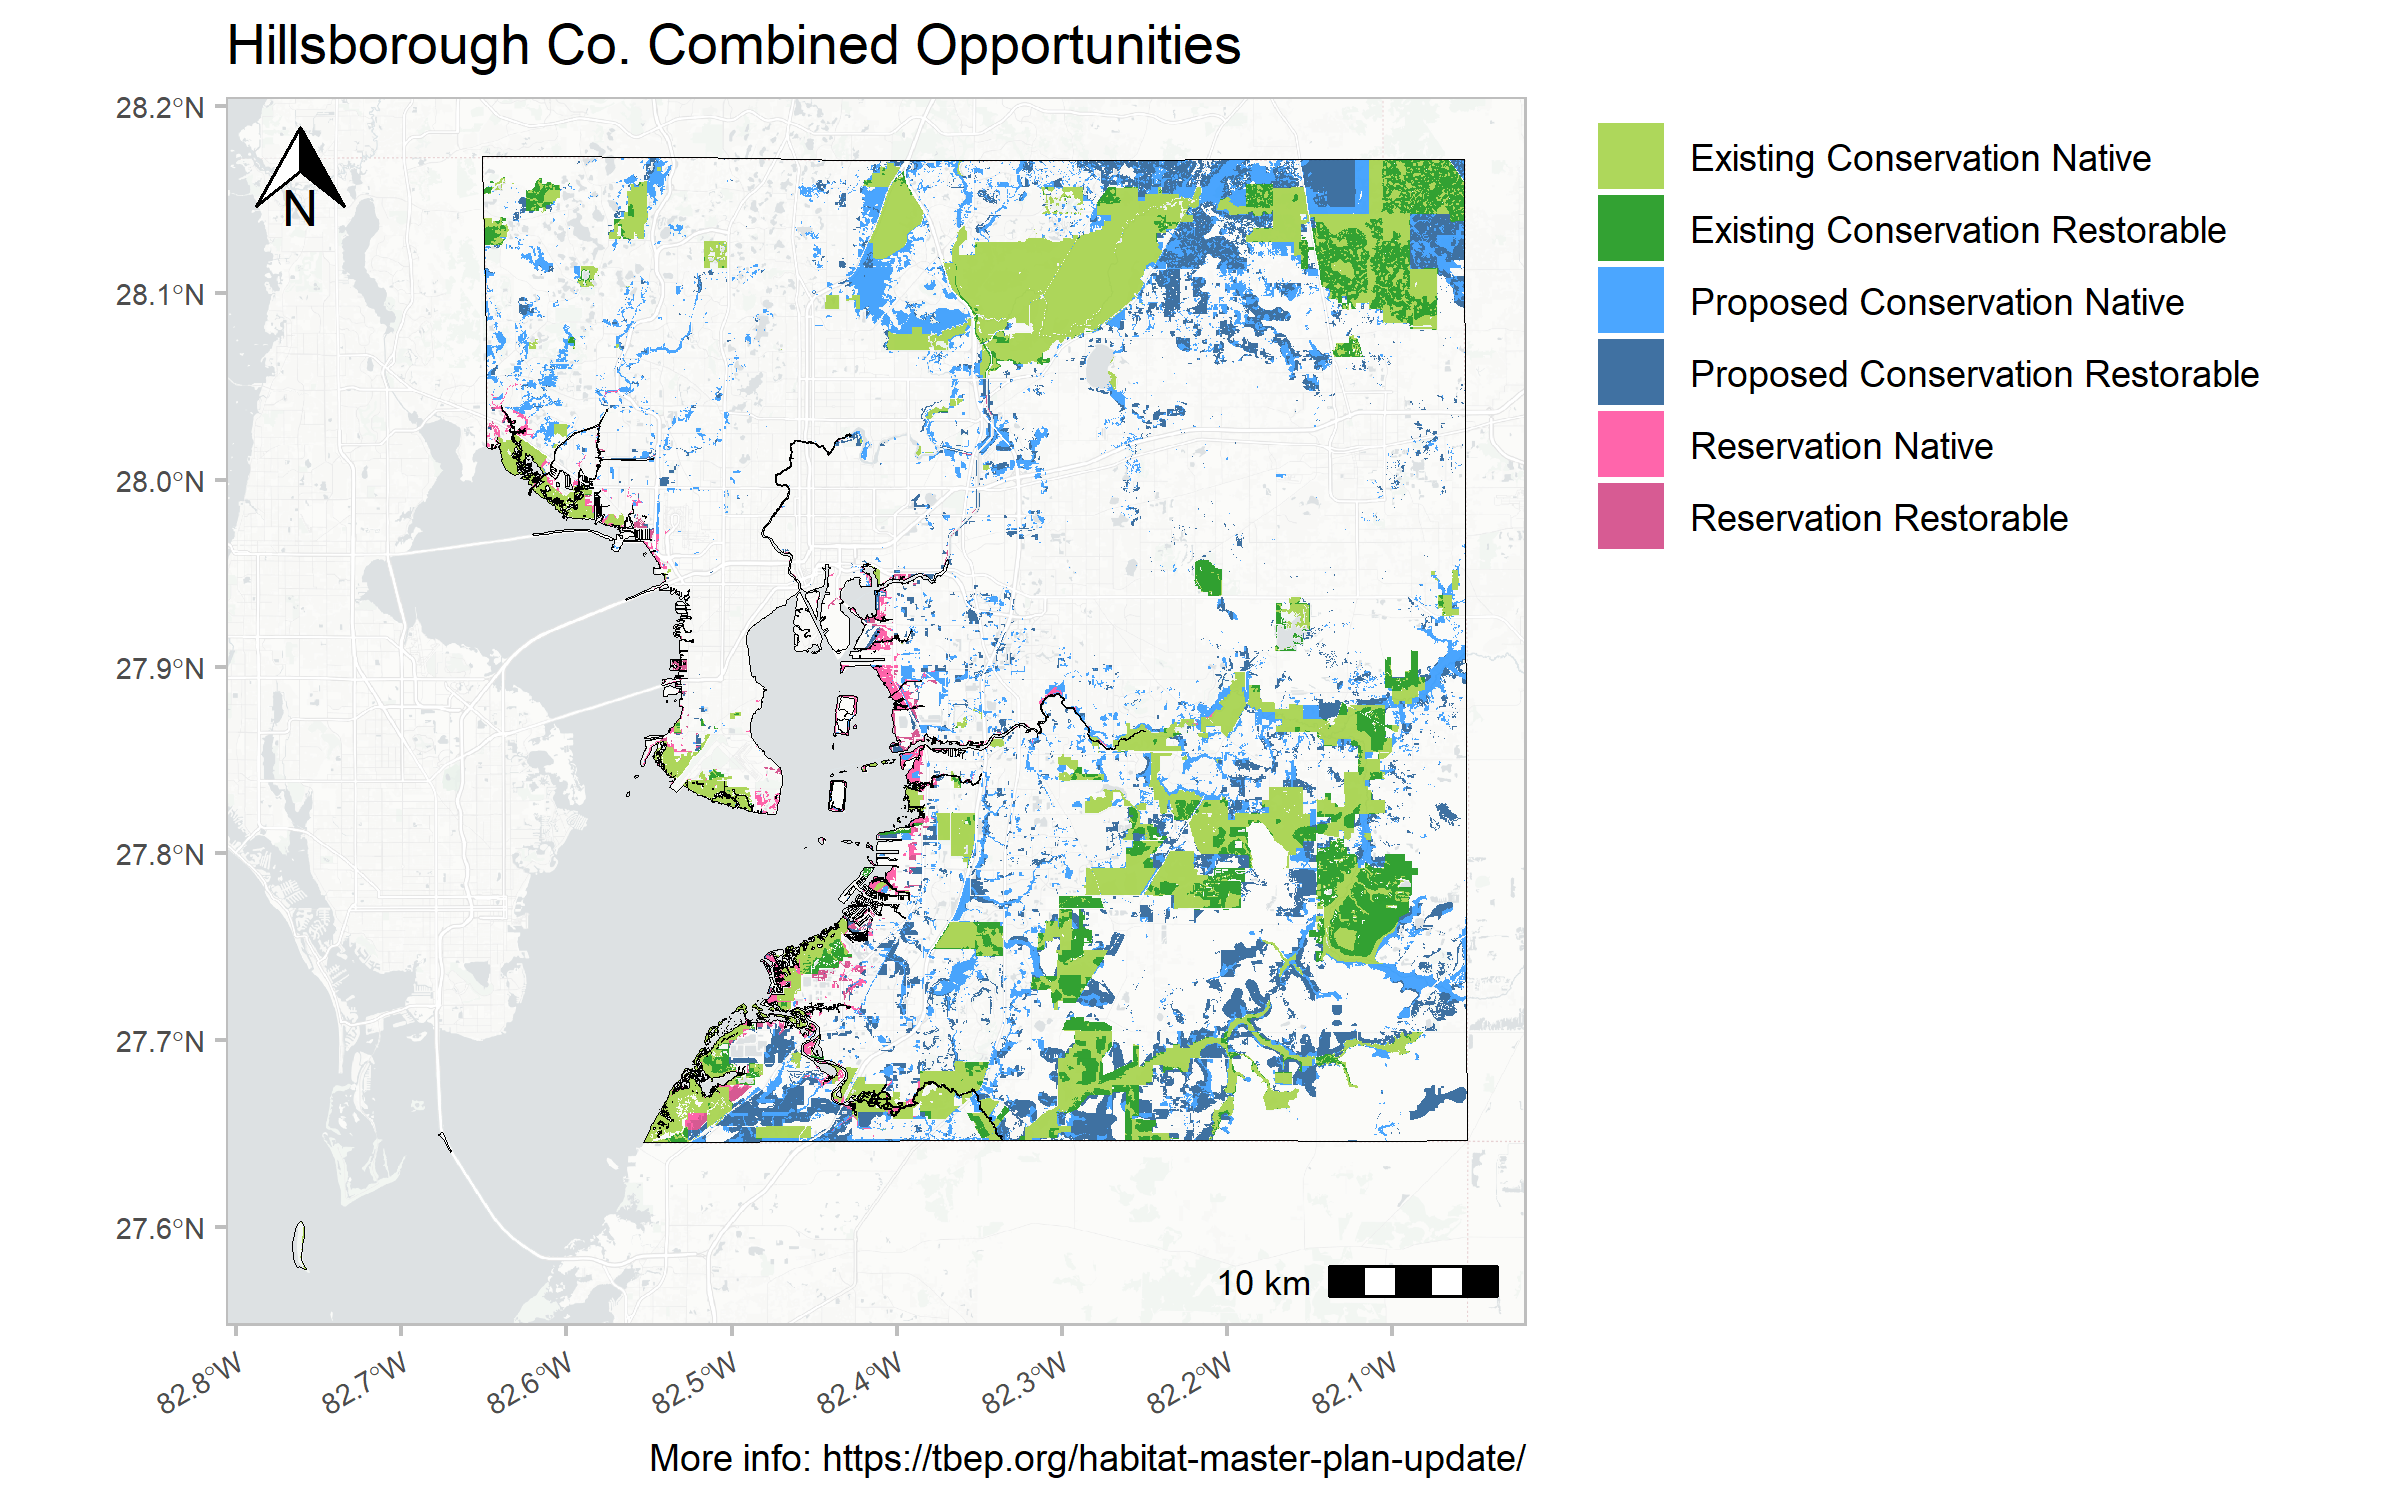 Hillsborough Co. Combined Opportunities
28.2°N
28.1°N
28.0°N
27.9°N
27.8°N
27.7°N
27.6°N
N
10 km
82.8°W
82.7°W
82.6°W
82.5°W
82.4°W
82.3°W
82.2°W
82.1°W
Existing Conservation Native
Existing Conservation Restorable
Proposed Conservation Native
Proposed Conservation Restorable
Reservation Native
Reservation Restorable
More info: https://tbep.org/habitat-master-plan-update/